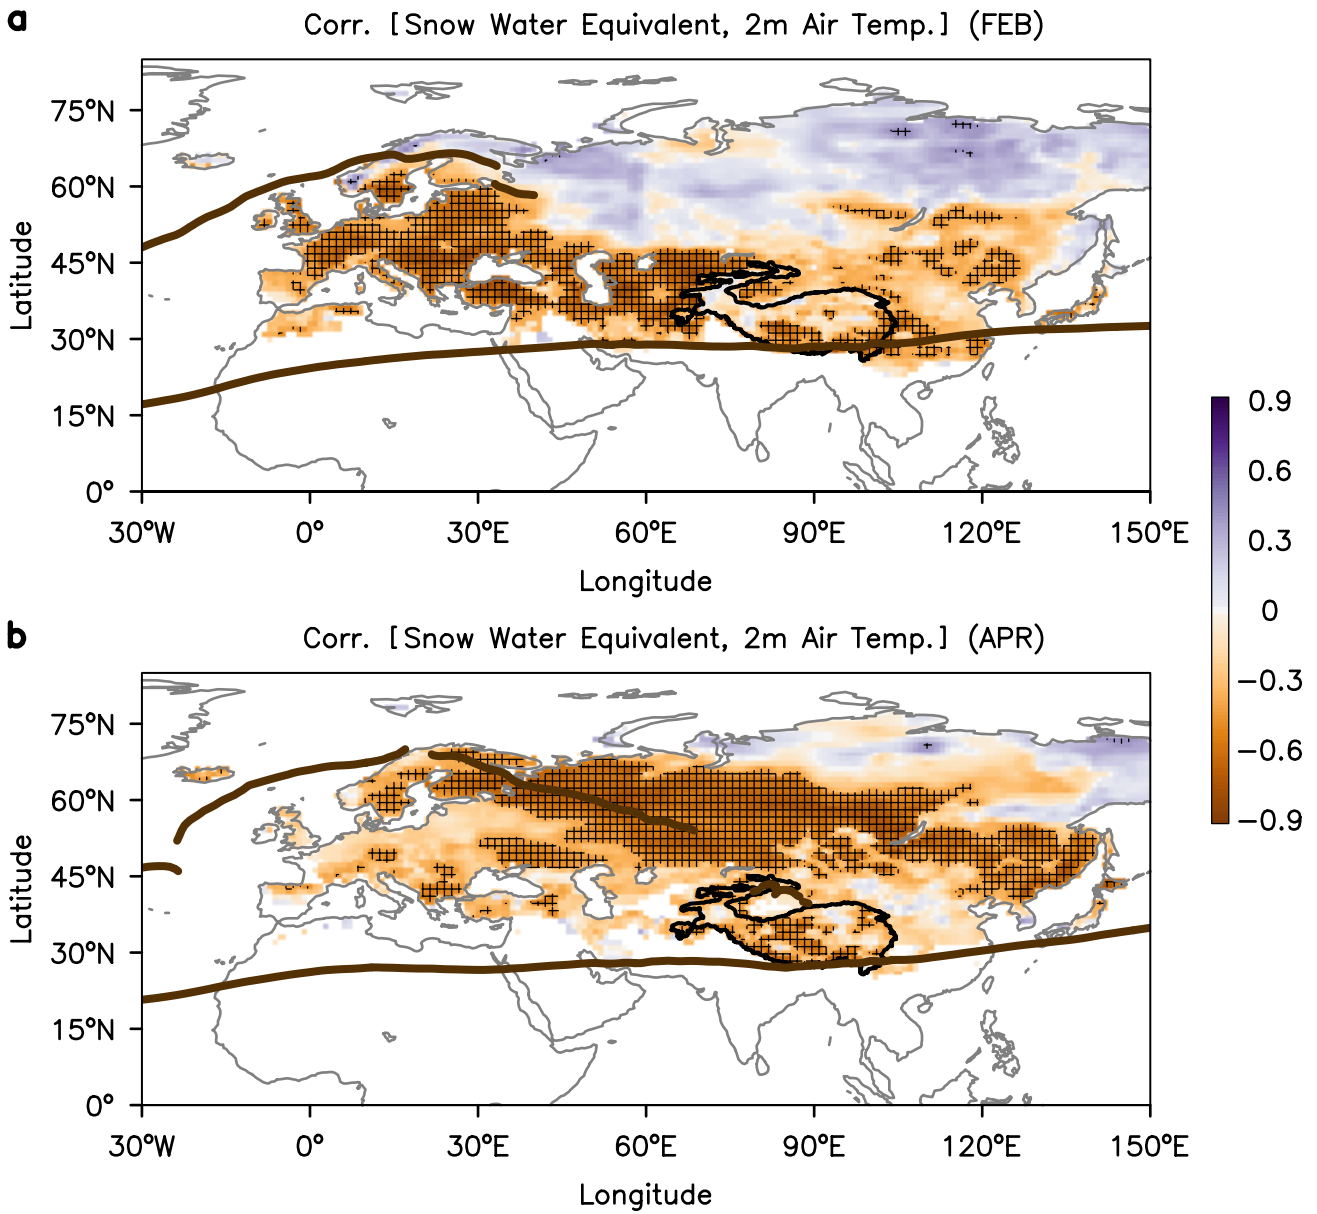 a
Corr. [Snow Water Equivalent, 2m Air Temp.] (FEB)
75°N
60°N
45°N
30°N
15°N
0°
Latitude
30°W 0° 30°E 60°E 90°E 120°E 150°E
Longitude
0.9
0.6
0.3
0
−0.3
−0.6
−0.9
b
Corr. [Snow Water Equivalent, 2m Air Temp.] (APR)
75°N
60°N
45°N
30°N
15°N
0°
Latitude
30°W 0° 30°E 60°E 90°E 120°E 150°E
Longitude